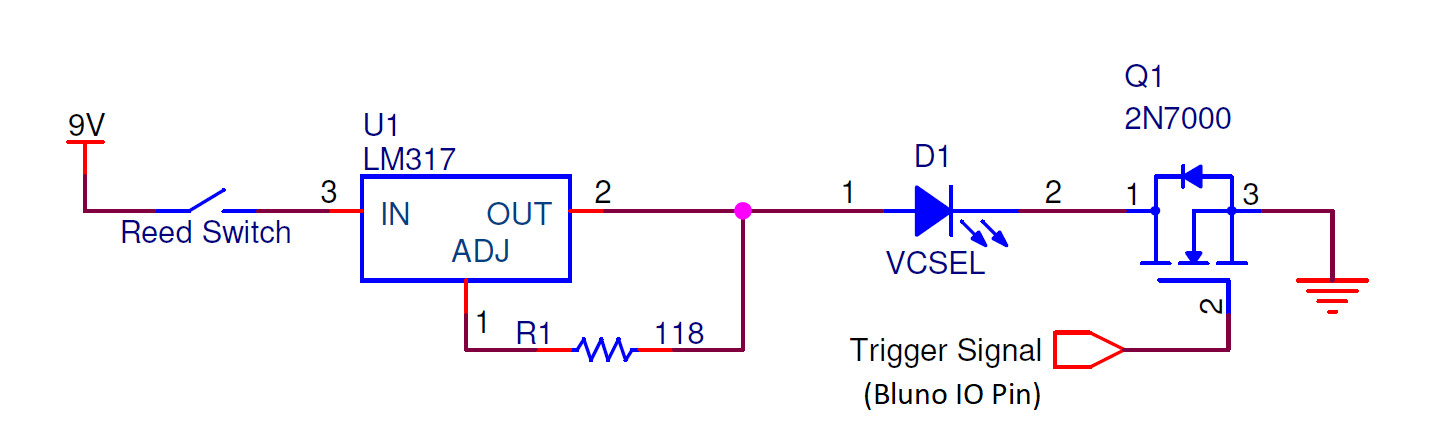 9V
Reed Switch
3
U1
LM317
IN
OUT
ADJ
2
1
R1
118
1
D1
VCSEL
2
Q1
2N7000
1
3
2
Trigger Signal
(Bluno IO Pin)